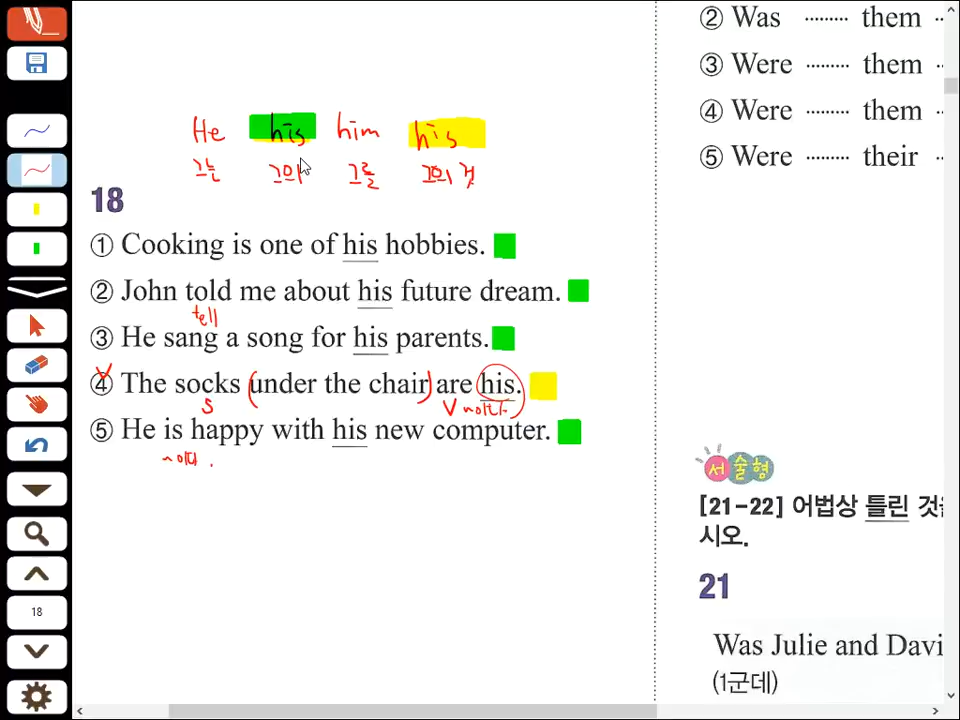 He his him his
그는 그의 그를 그의 것
18
① Cooking is one of his hobbies.
② John told me about his future dream.
tell
③ He sang a song for his parents.
④ The socks (under the chair) are his.
S V ~이다
⑤ He is happy with his new computer.
~이다.
② Was ········· them ··
③ Were ········· them ··
④ Were ········· them ··
⑤ Were ········· their ··
서술형
[21-22] 어법상 틀린 것을
시오.
21
Was Julie and Davi
(1군데)
18